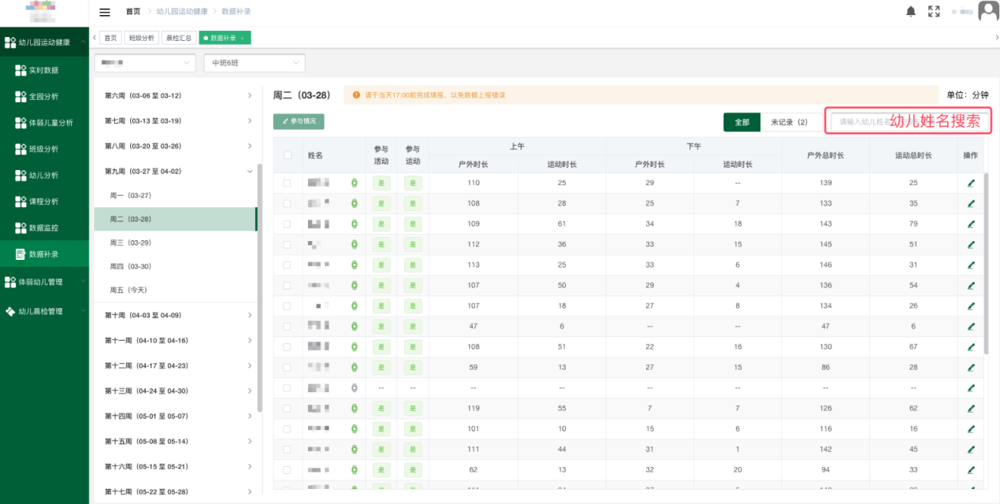 首页 > 幼儿园运动健康 > 数据补录
首页 班级分析 晨检汇总 数据补录 ×
幼儿园运动健康
实时数据
全园分析
体弱儿童分析
班级分析
幼儿分析
课程分析
数据监控
数据补录
体弱幼儿管理
幼儿晨检管理
中班6班
第六周（03-06 至 03-12）
第七周（03-13 至 03-19）
第八周（03-20 至 03-26）
第九周（03-27 至 04-02）
周一（03-27）
周二（03-28）
周三（03-29）
周四（03-30）
周五（今天）
第十周（04-03 至 04-09）
第十一周（04-10 至 04-16）
第十二周（04-17 至 04-23）
第十三周（04-24 至 04-30）
第十四周（05-01 至 05-07）
第十五周（05-08 至 05-14）
第十六周（05-15 至 05-21）
第十七周（05-22 至 05-28）
周二（03-28） 请于当天17:00前完成填报，以免数据上报错误 单位：分钟
参与情况 全部 未记录（2） 请输入幼儿姓名
幼儿姓名搜索
姓名 参与活动 参与运动 上午 下午 户外总时长 运动总时长 操作
户外时长 运动时长 户外时长 运动时长
是 是 110 25 29 -- 139 25
是 是 108 28 25 7 133 35
是 是 109 61 34 18 143 79
是 是 112 36 33 15 145 51
是 是 113 25 33 6 146 31
是 是 107 50 29 4 136 54
是 是 107 18 27 8 134 26
是 是 47 6 -- -- 47 6
是 是 108 51 22 16 130 67
是 是 59 13 27 15 86 28
-- -- -- -- -- -- -- --
是 是 119 55 7 7 126 62
是 是 101 10 15 6 116 16
是 是 111 44 31 1 142 45
是 是 62 13 32 20 94 33